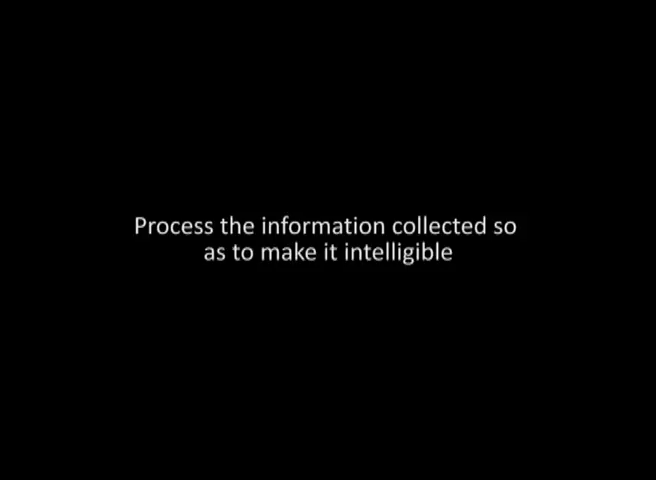 Process the information collected so
as to make it intelligible